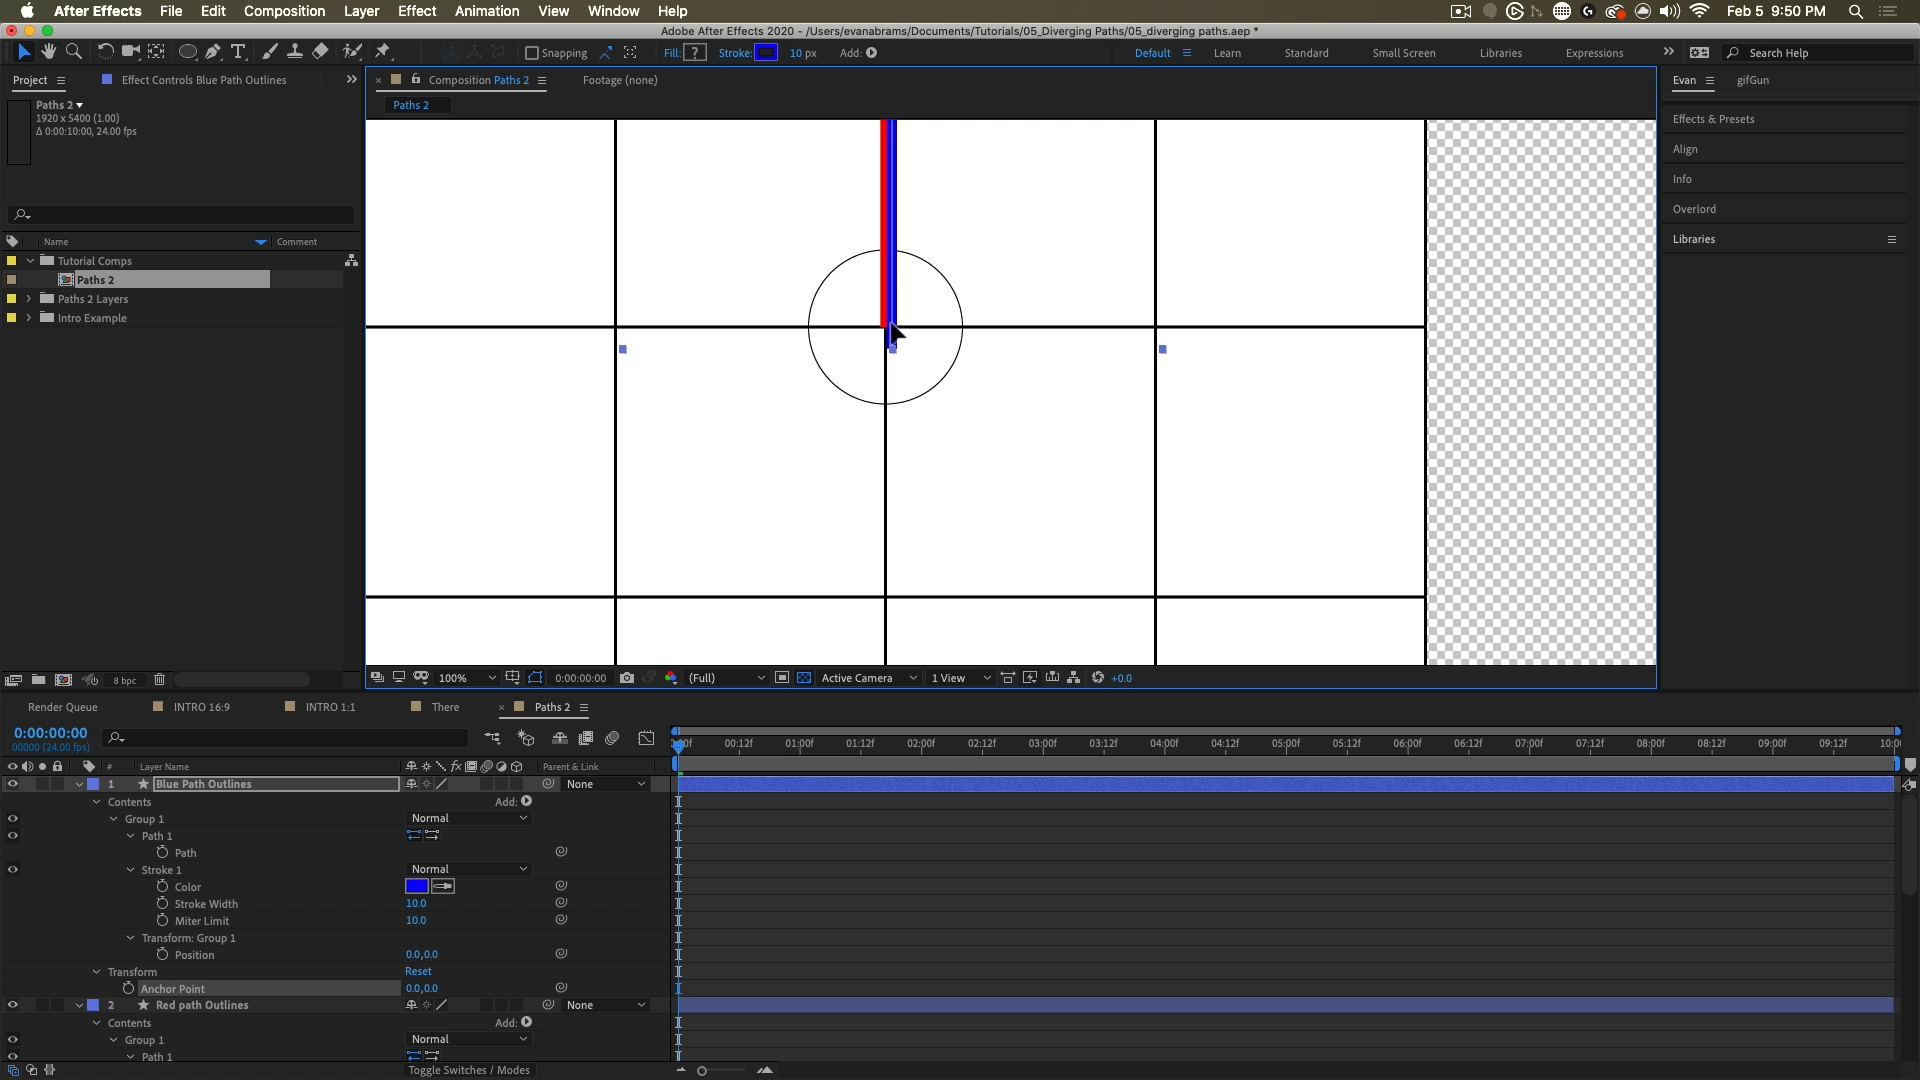 After Effects File Edit Composition Layer Effect Animation View Window Help Feb 5 9:50 PM
Adobe After Effects 2020 - /Users/evanabrams/Documents/Tutorials/05_Diverging Paths/05_diverging paths.aep *
Snapping Fill: ? Stroke: 10 px Add: Default Learn Standard Small Screen Libraries Expressions Search Help
Project Effect Controls Blue Path Outlines Composition Paths 2 Footage (none) Evan gifGun
Paths 2
1920 x 5400 (1.00)
Δ 0:00:10:00, 24.00 fps
Paths 2
Effects & Presets
Align
Info
Overlord
Libraries
Name Comment
Tutorial Comps
Paths 2
Paths 2 Layers
Intro Example
8 bpc 100% 0:00:00:00 (Full) Active Camera 1 View +0.0
Render Queue INTRO 16:9 INTRO 1:1 There Paths 2
0:00:00:00
00000 (24.00 fps)
00f 00:12f 01:00f 01:12f 02:00f 02:12f 03:00f 03:12f 04:00f 04:12f 05:00f 05:12f 06:00f 06:12f 07:00f 07:12f 08:00f 08:12f 09:00f 09:12f 10:0
# Layer Name Parent & Link
1 Blue Path Outlines None
Contents Add:
Group 1 Normal
Path 1
Path
Stroke 1 Normal
Color
Stroke Width 10.0
Miter Limit 10.0
Transform: Group 1
Position 0.0,0.0
Transform Reset
Anchor Point 0.0,0.0
2 Red path Outlines None
Contents Add:
Group 1 Normal
Path 1
Toggle Switches / Modes